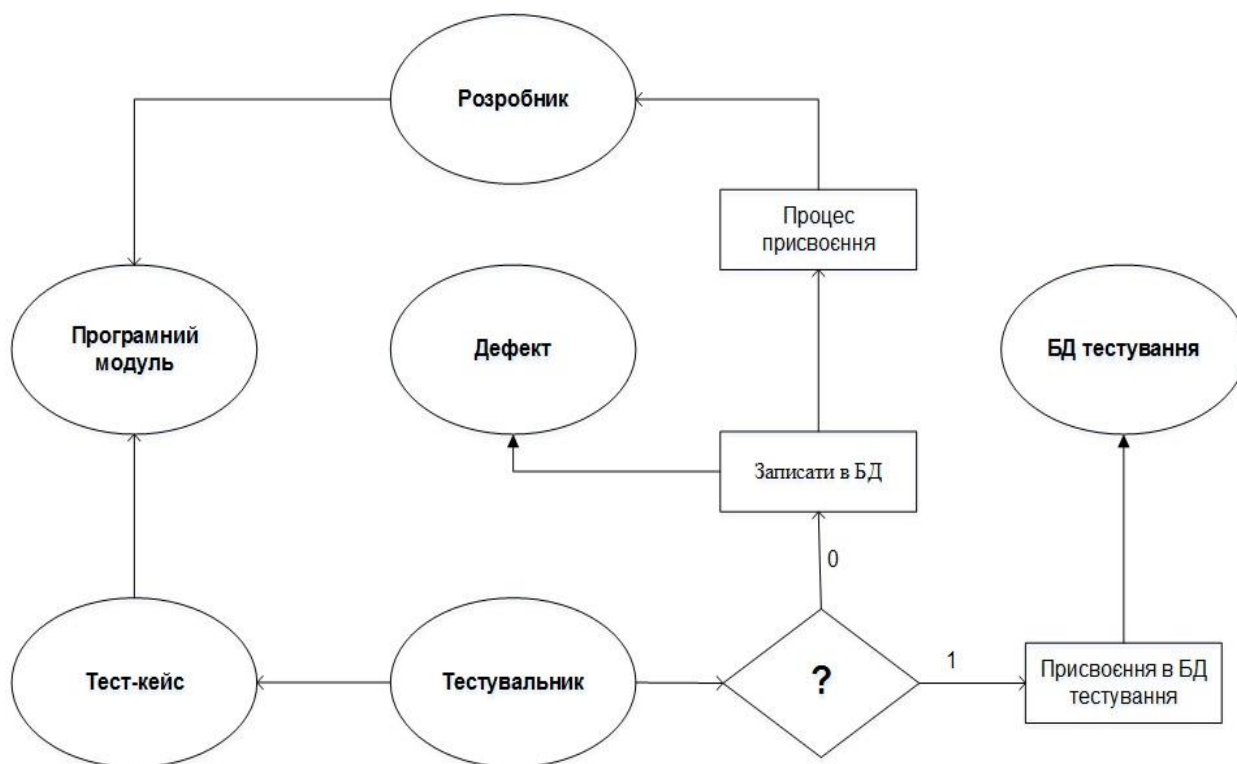 Розробник
Процес
присвоєння
Програмний
модуль
Дефект
БД тестування
Записати в БД
0
Тест-кейс
Тестувальник
?
1
Присвоєння в БД
тестування